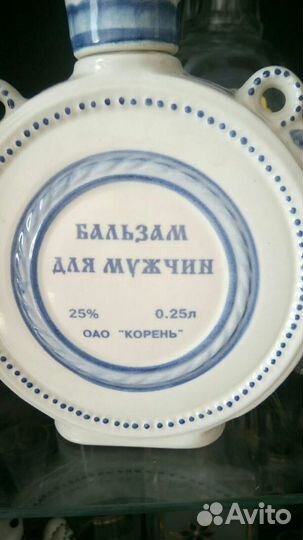 БАЛЬЗАМ
ДЛЯ МУЖЧИН
25% 0.25л
ОАО "КОРЕНЬ"
Avito